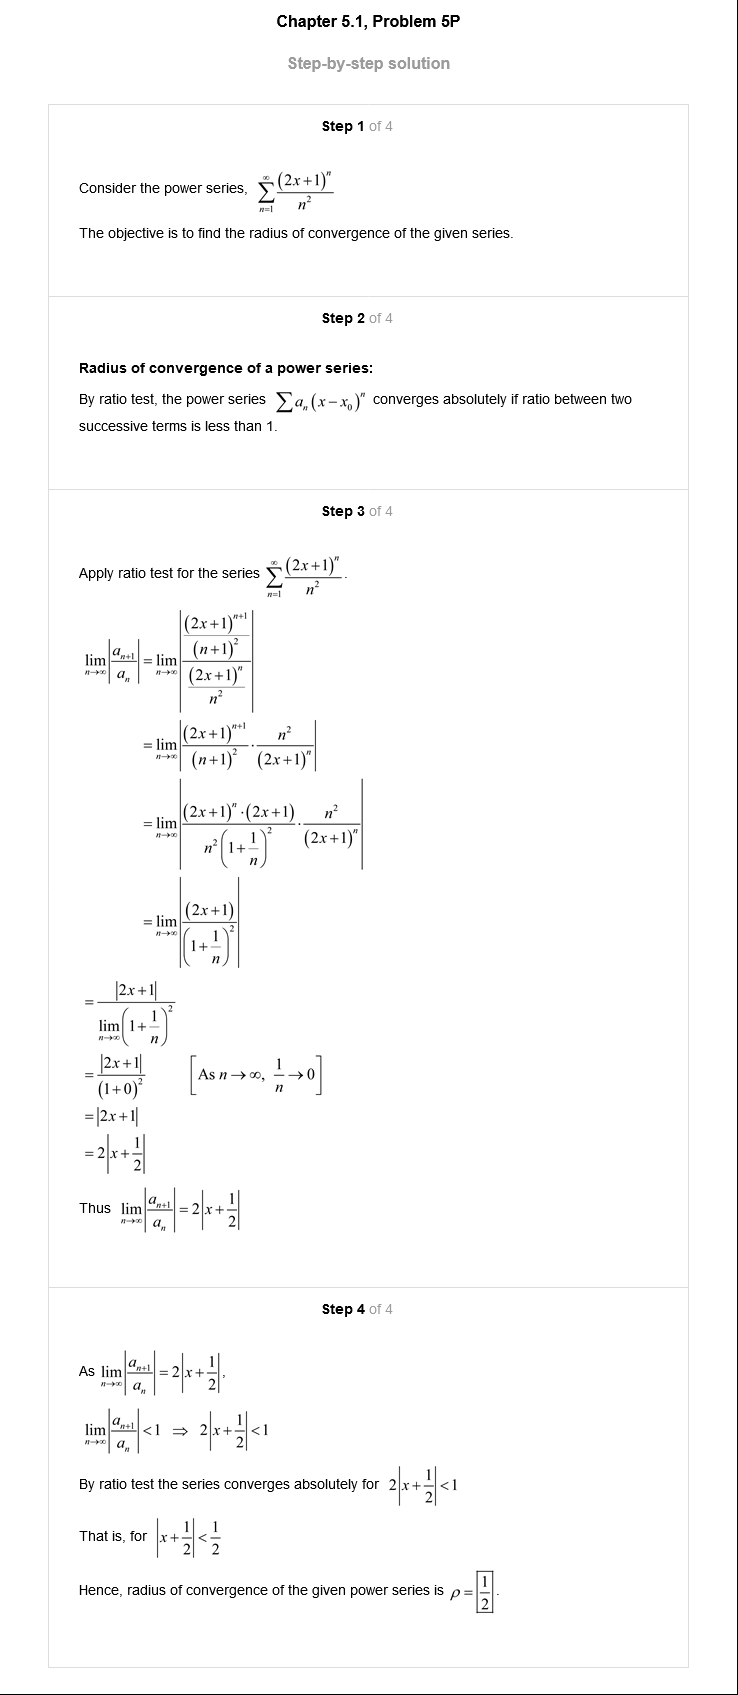 Chapter 5.1, Problem 5P
Step-by-step solution
Step 1 of 4
Consider the power series, $\sum_{n=1}^{\infty} \frac{(2x+1)^n}{n^2}$
The objective is to find the radius of convergence of the given series.
Step 2 of 4
Radius of convergence of a power series:
By ratio test, the power series $\sum a_n (x-x_0)^n$ converges absolutely if ratio between two
successive terms is less than 1.
Step 3 of 4
Apply ratio test for the series $\sum_{n=1}^{\infty} \frac{(2x+1)^n}{n^2}$.
$\lim_{n\to\infty} \left|\frac{a_{n+1}}{a_n}\right| = \lim_{n\to\infty} \left|\frac{\frac{(2x+1)^{n+1}}{(n+1)^2}}{\frac{(2x+1)^n}{n^2}}\right|$
$= \lim_{n\to\infty} \left|\frac{(2x+1)^{n+1}}{(n+1)^2} \cdot \frac{n^2}{(2x+1)^n}\right|$
$= \lim_{n\to\infty} \left|\frac{(2x+1)^n \cdot (2x+1)}{n^2\left(1+\frac{1}{n}\right)^2} \cdot \frac{n^2}{(2x+1)^n}\right|$
$= \lim_{n\to\infty} \left|\frac{(2x+1)}{\left(1+\frac{1}{n}\right)^2}\right|$
$= \frac{|2x+1|}{\lim_{n\to\infty}\left(1+\frac{1}{n}\right)^2}$
$= \frac{|2x+1|}{(1+0)^2}$ $\left[\text{As } n\to\infty, \frac{1}{n}\to 0\right]$
$= |2x+1|$
$= 2\left|x+\frac{1}{2}\right|$
Thus $\lim_{n\to\infty} \left|\frac{a_{n+1}}{a_n}\right| = 2\left|x+\frac{1}{2}\right|$
Step 4 of 4
As $\lim_{n\to\infty} \left|\frac{a_{n+1}}{a_n}\right| = 2\left|x+\frac{1}{2}\right|$,
$\lim_{n\to\infty} \left|\frac{a_{n+1}}{a_n}\right| < 1 \Rightarrow 2\left|x+\frac{1}{2}\right| < 1$
By ratio test the series converges absolutely for $2\left|x+\frac{1}{2}\right| < 1$
That is, for $\left|x+\frac{1}{2}\right| < \frac{1}{2}$
Hence, radius of convergence of the given power series is $\rho = \boxed{\frac{1}{2}}$.